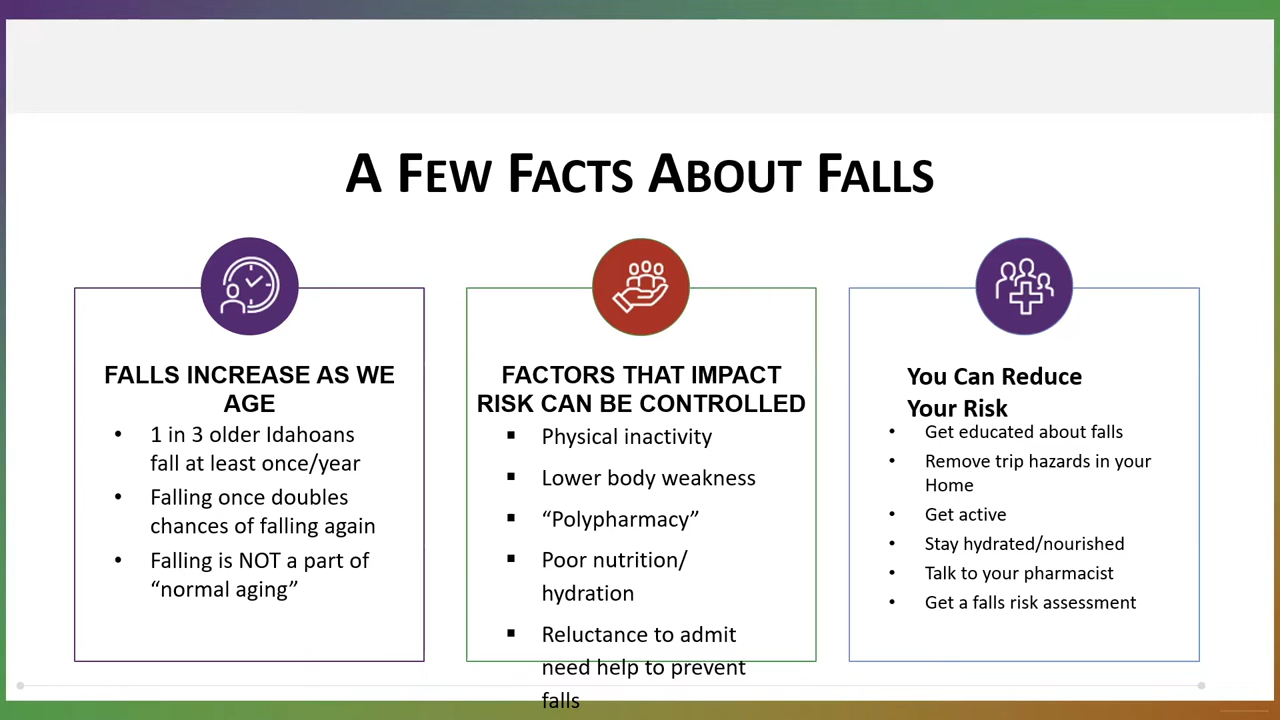 A FEW FACTS ABOUT FALLS
FALLS INCREASE AS WE
AGE
• 1 in 3 older Idahoans
fall at least once/year
• Falling once doubles
chances of falling again
• Falling is NOT a part of
“normal aging”
FACTORS THAT IMPACT
RISK CAN BE CONTROLLED
▪ Physical inactivity
▪ Lower body weakness
▪ “Polypharmacy”
▪ Poor nutrition/
hydration
▪ Reluctance to admit
need help to prevent
falls
You Can Reduce
Your Risk
• Get educated about falls
• Remove trip hazards in your
Home
• Get active
• Stay hydrated/nourished
• Talk to your pharmacist
• Get a falls risk assessment